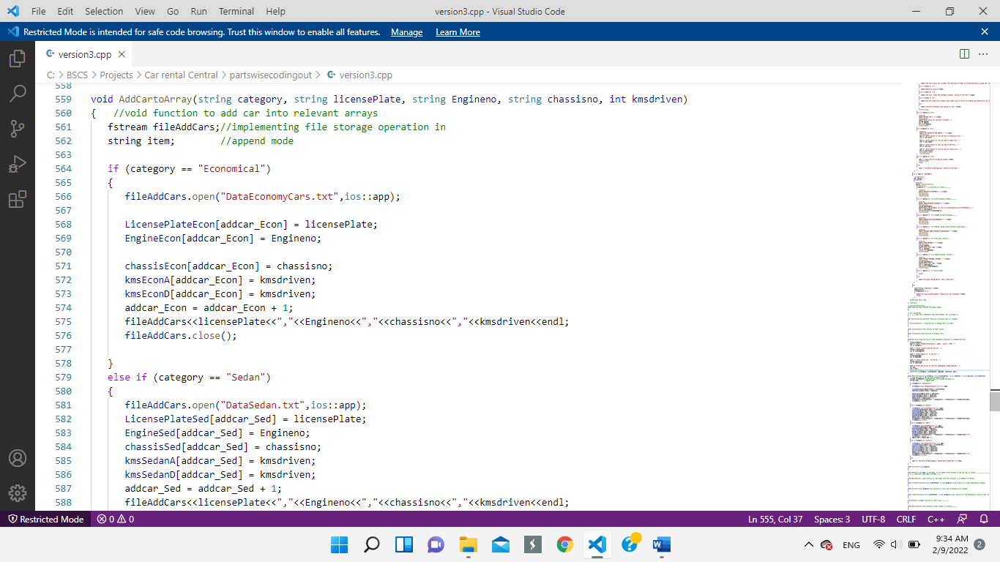 File Edit Selection View Go Run Terminal Help version3.cpp - Visual Studio Code
Restricted Mode is intended for safe code browsing. Trust this window to enable all features. Manage Learn More
version3.cpp
C: > BSCS > Projects > Car rental Central > partswisecodingout > version3.cpp
558
559 void AddCartoArray(string category, string licensePlate, string Engineno, string chassisno, int kmsdriven)
560 { //void function to add car into relevant arrays
561 fstream fileAddCars;//implementing file storage operation in
562 string item; //append mode
563
564 if (category == "Economical")
565 {
566 fileAddCars.open("DataEconomyCars.txt",ios::app);
567
568 LicensePlateEcon[addcar_Econ] = licensePlate;
569 EngineEcon[addcar_Econ] = Engineno;
570
571 chassisEcon[addcar_Econ] = chassisno;
572 kmsEconA[addcar_Econ] = kmsdriven;
573 kmsEconD[addcar_Econ] = kmsdriven;
574 addcar_Econ = addcar_Econ + 1;
575 fileAddCars<<licensePlate<<","<<Engineno<<","<<chassisno<<","<<kmsdriven<<endl;
576 fileAddCars.close();
577
578 }
579 else if (category == "Sedan")
580 {
581 fileAddCars.open("DataSedan.txt",ios::app);
582 LicensePlateSed[addcar_Sed] = licensePlate;
583 EngineSed[addcar_Sed] = Engineno;
584 chassisSed[addcar_Sed] = chassisno;
585 kmsSedanA[addcar_Sed] = kmsdriven;
586 kmsSedanD[addcar_Sed] = kmsdriven;
587 addcar_Sed = addcar_Sed + 1;
588 fileAddCars<<licensePlate<<","<<Engineno<<","<<chassisno<<","<<kmsdriven<<endl;
Restricted Mode 0 0 Ln 555, Col 37 Spaces: 3 UTF-8 CRLF C++
ENG 9:34 AM
2/9/2022 2